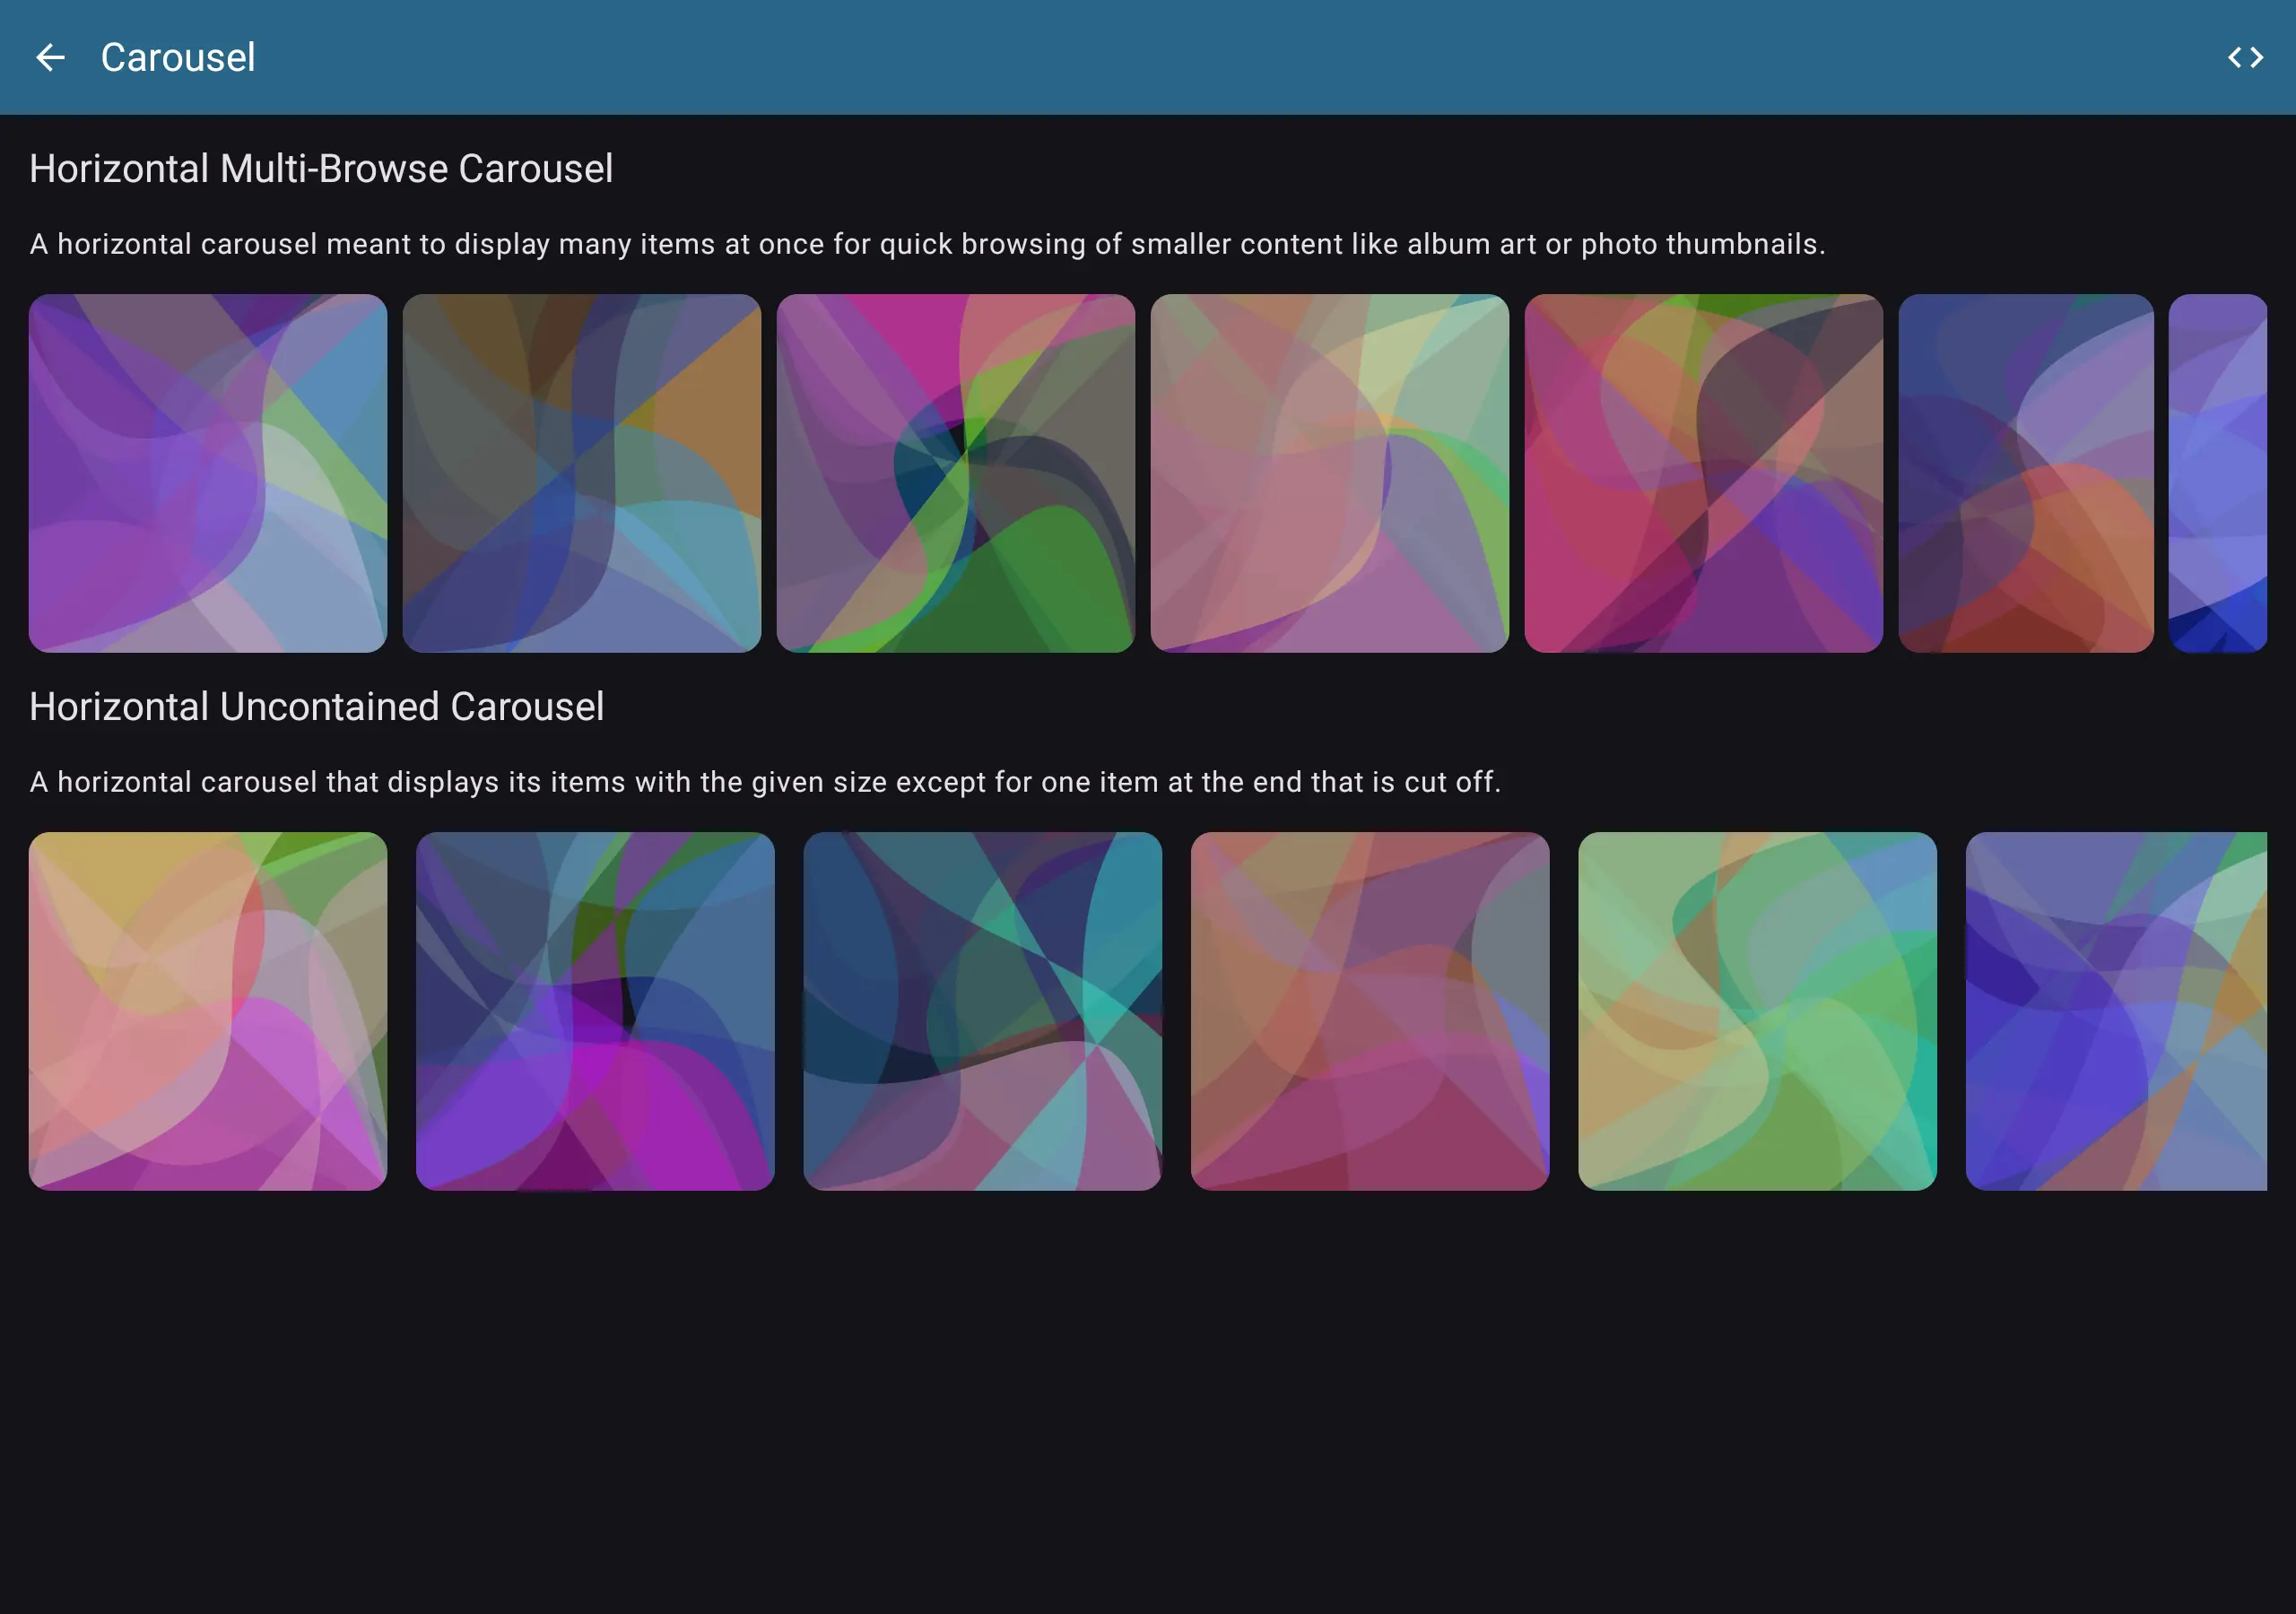 Carousel
Horizontal Multi-Browse Carousel
A horizontal carousel meant to display many items at once for quick browsing of smaller content like album art or photo thumbnails.
Horizontal Uncontained Carousel
A horizontal carousel that displays its items with the given size except for one item at the end that is cut off.